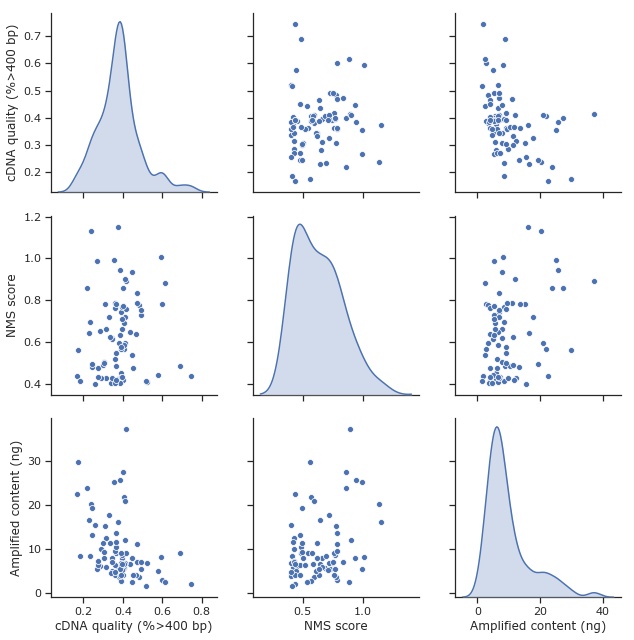 cDNA quality (%>400 bp)
0.7
0.6
0.5
0.4
0.3
0.2
NMS score
1.2
1.0
0.8
0.6
0.4
Amplified content (ng)
30
20
10
0
0.2 0.4 0.6 0.8
cDNA quality (%>400 bp)
0.5 1.0
NMS score
0 20 40
Amplified content (ng)